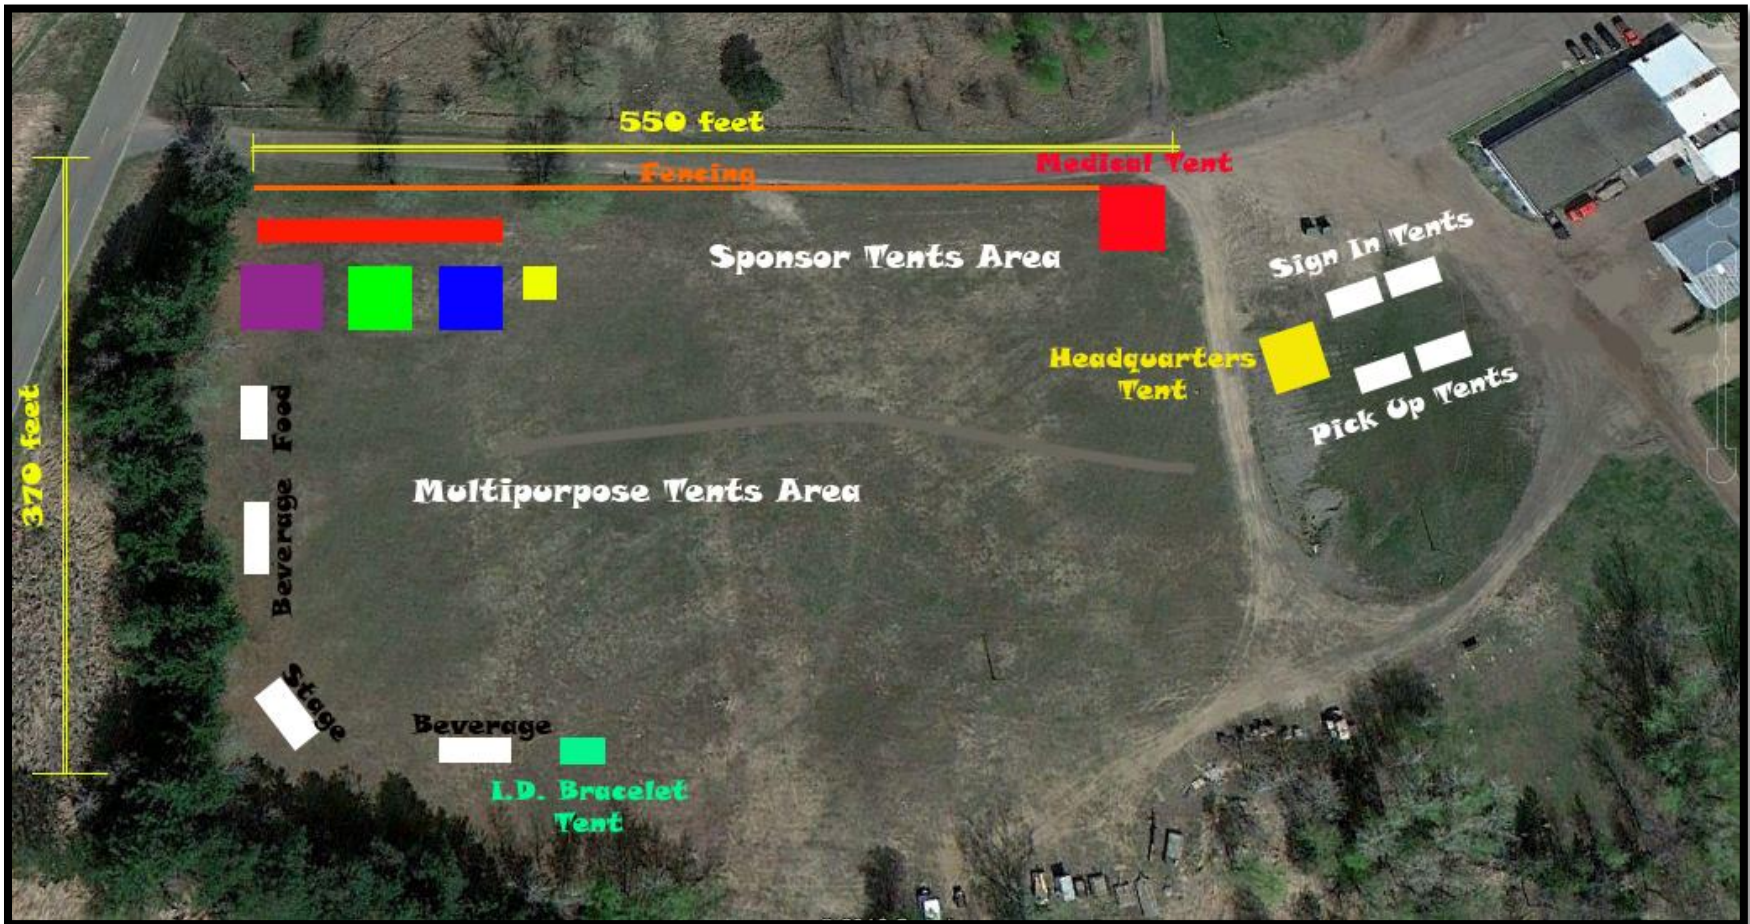 550 feet
Fencing
Medical Tent
Sponsor Tents Area
Sign In Tents
Headquarters
Tent
Pick Up Tents
370 feet
Food
Beverage
Multipurpose Tents Area
Stage
Beverage
I.D. Bracelet
Tent